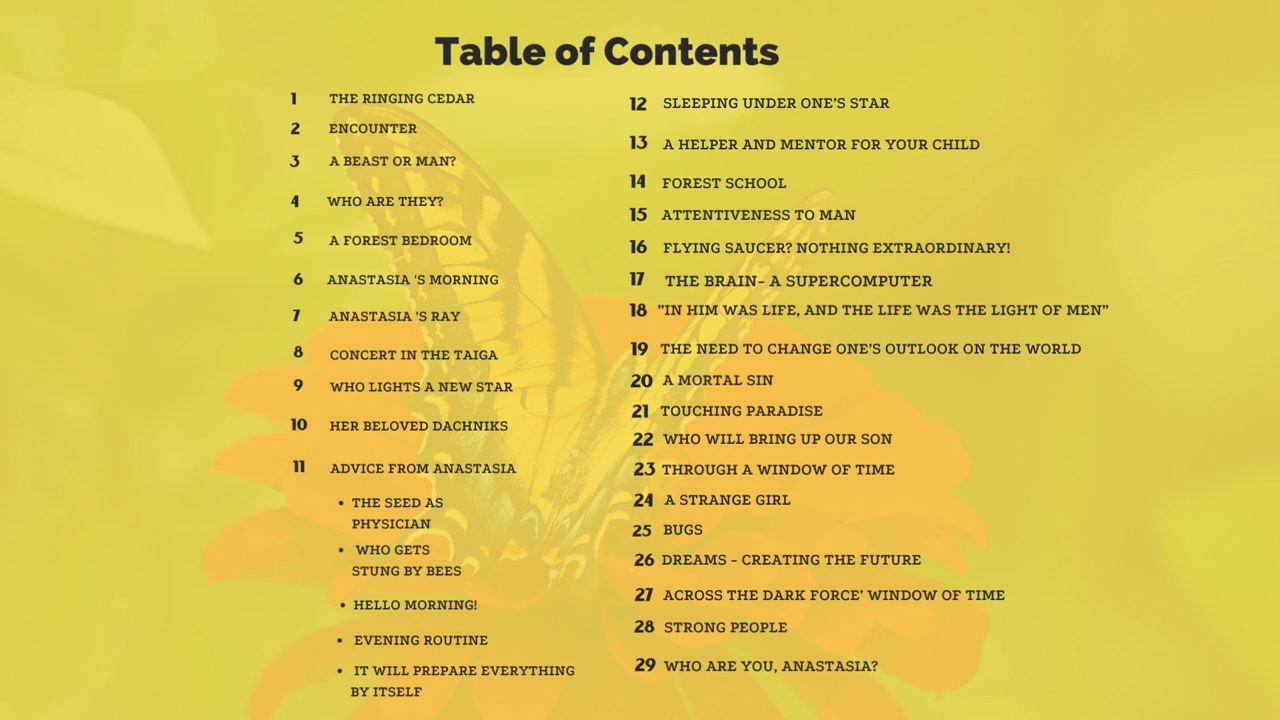 Table of Contents
1 THE RINGING CEDAR
2 ENCOUNTER
3 A BEAST OR MAN?
4 WHO ARE THEY?
5 A FOREST BEDROOM
6 ANASTASIA 'S MORNING
7 ANASTASIA 'S RAY
8 CONCERT IN THE TAIGA
9 WHO LIGHTS A NEW STAR
10 HER BELOVED DACHNIKS
11 ADVICE FROM ANASTASIA
• THE SEED AS
PHYSICIAN
• WHO GETS
STUNG BY BEES
• HELLO MORNING!
• EVENING ROUTINE
• IT WILL PREPARE EVERYTHING
BY ITSELF
12 SLEEPING UNDER ONE'S STAR
13 A HELPER AND MENTOR FOR YOUR CHILD
14 FOREST SCHOOL
15 ATTENTIVENESS TO MAN
16 FLYING SAUCER? NOTHING EXTRAORDINARY!
17 THE BRAIN- A SUPERCOMPUTER
18 "IN HIM WAS LIFE, AND THE LIFE WAS THE LIGHT OF MEN"
19 THE NEED TO CHANGE ONE'S OUTLOOK ON THE WORLD
20 A MORTAL SIN
21 TOUCHING PARADISE
22 WHO WILL BRING UP OUR SON
23 THROUGH A WINDOW OF TIME
24 A STRANGE GIRL
25 BUGS
26 DREAMS - CREATING THE FUTURE
27 ACROSS THE DARK FORCE' WINDOW OF TIME
28 STRONG PEOPLE
29 WHO ARE YOU, ANASTASIA?